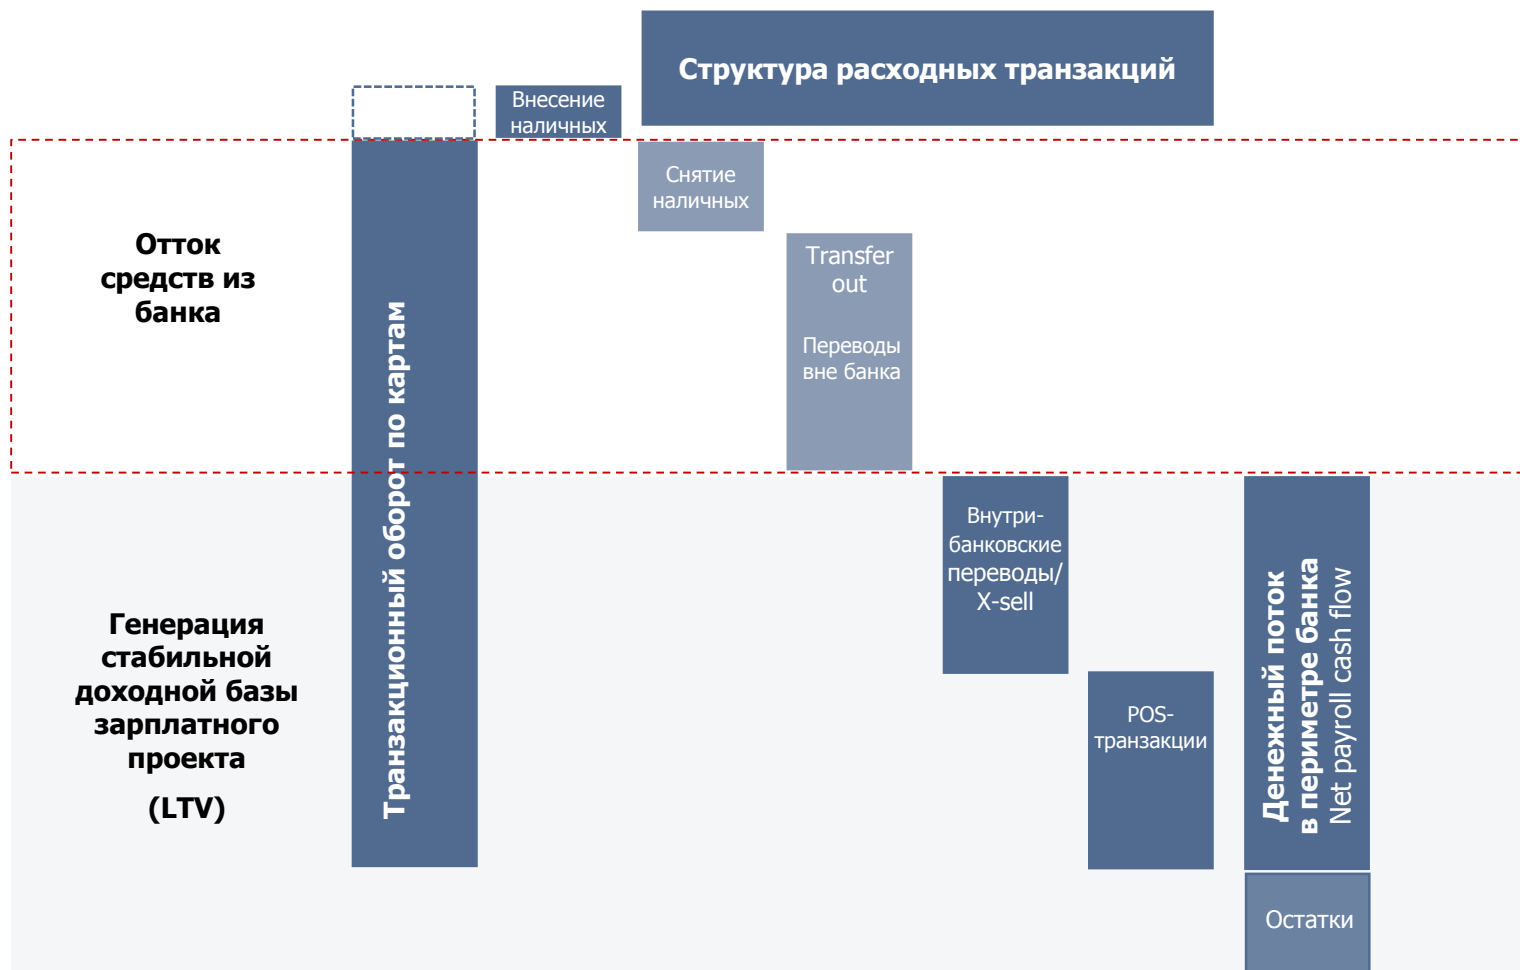 Структура расходных транзакций
Внесение
наличных
Снятие
наличных
Отток
средств из
банка
Transfer
out
Переводы
вне банка
Транзакционный оборот по картам
Внутри-
банковские
переводы/
X-sell
Генерация
стабильной
доходной базы
зарплатного
проекта
(LTV)
POS-
транзакции
Денежный поток
в периметре банка
Net payroll cash flow
Остатки